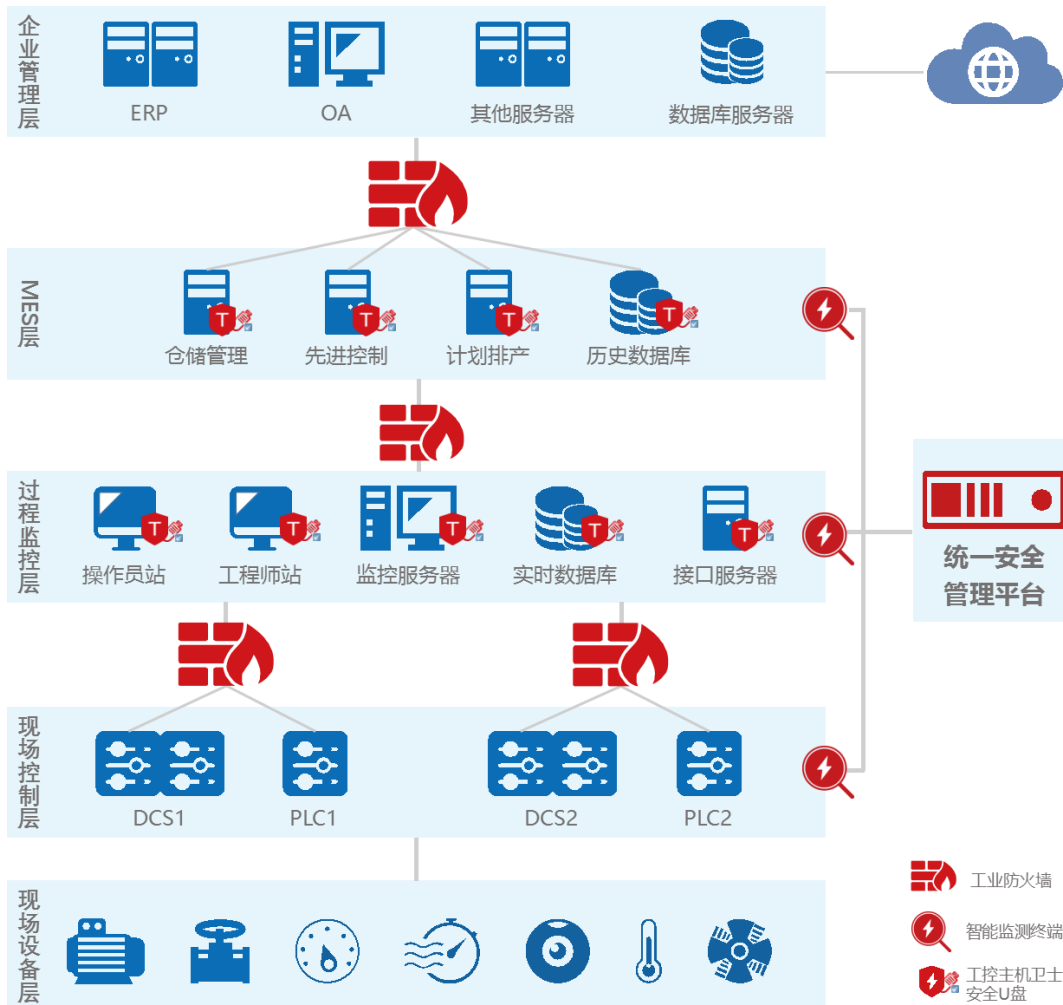 企业管理层
ERP
OA
其他服务器
数据库服务器
MES层
T
T
T
T
仓储管理
先进控制
计划排产
历史数据库
过程监控层
T
T
T
T
T
操作员站
工程师站
监控服务器
实时数据库
接口服务器
统一安全
管理平台
现场控制层
DCS1
PLC1
DCS2
PLC2
现场设备层
工业防火墙
智能监测终端
工控主机卫士
安全U盘